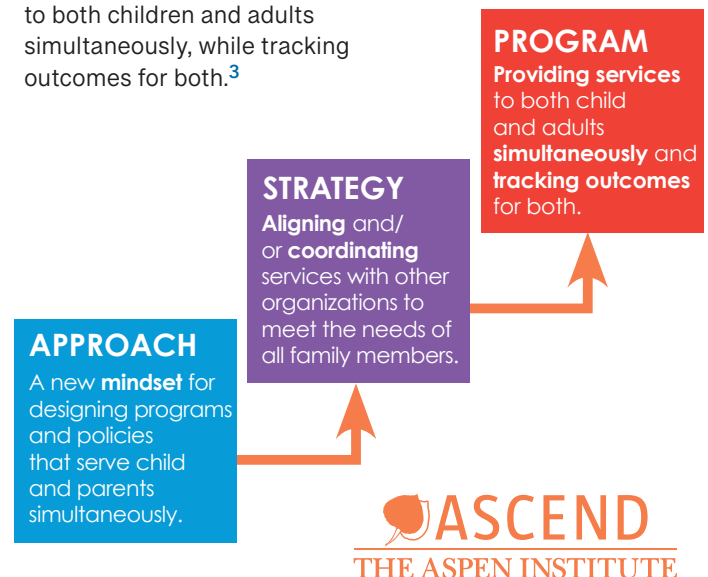 to both children and adults
simultaneously, while tracking
outcomes for both.3
PROGRAM
Providing services
to both child
and adults
simultaneously and
tracking outcomes
for both.
STRATEGY
Aligning and/
or coordinating
services with other
organizations to
meet the needs of
all family members.
APPROACH
A new mindset for
designing programs
and policies
that serve child
and parents
simultaneously.
ASCEND
THE ASPEN INSTITUTE